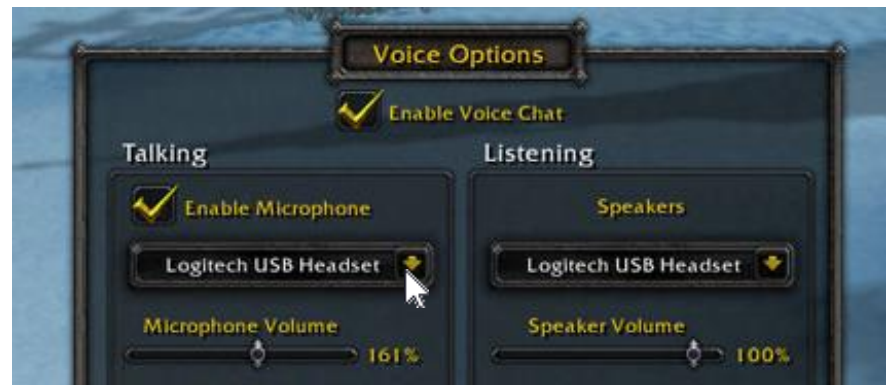 Voice Options
Enable Voice Chat
Talking
Enable Microphone
Logitech USB Headset
Microphone Volume
161%
Listening
Speakers
Logitech USB Headset
Speaker Volume
100%